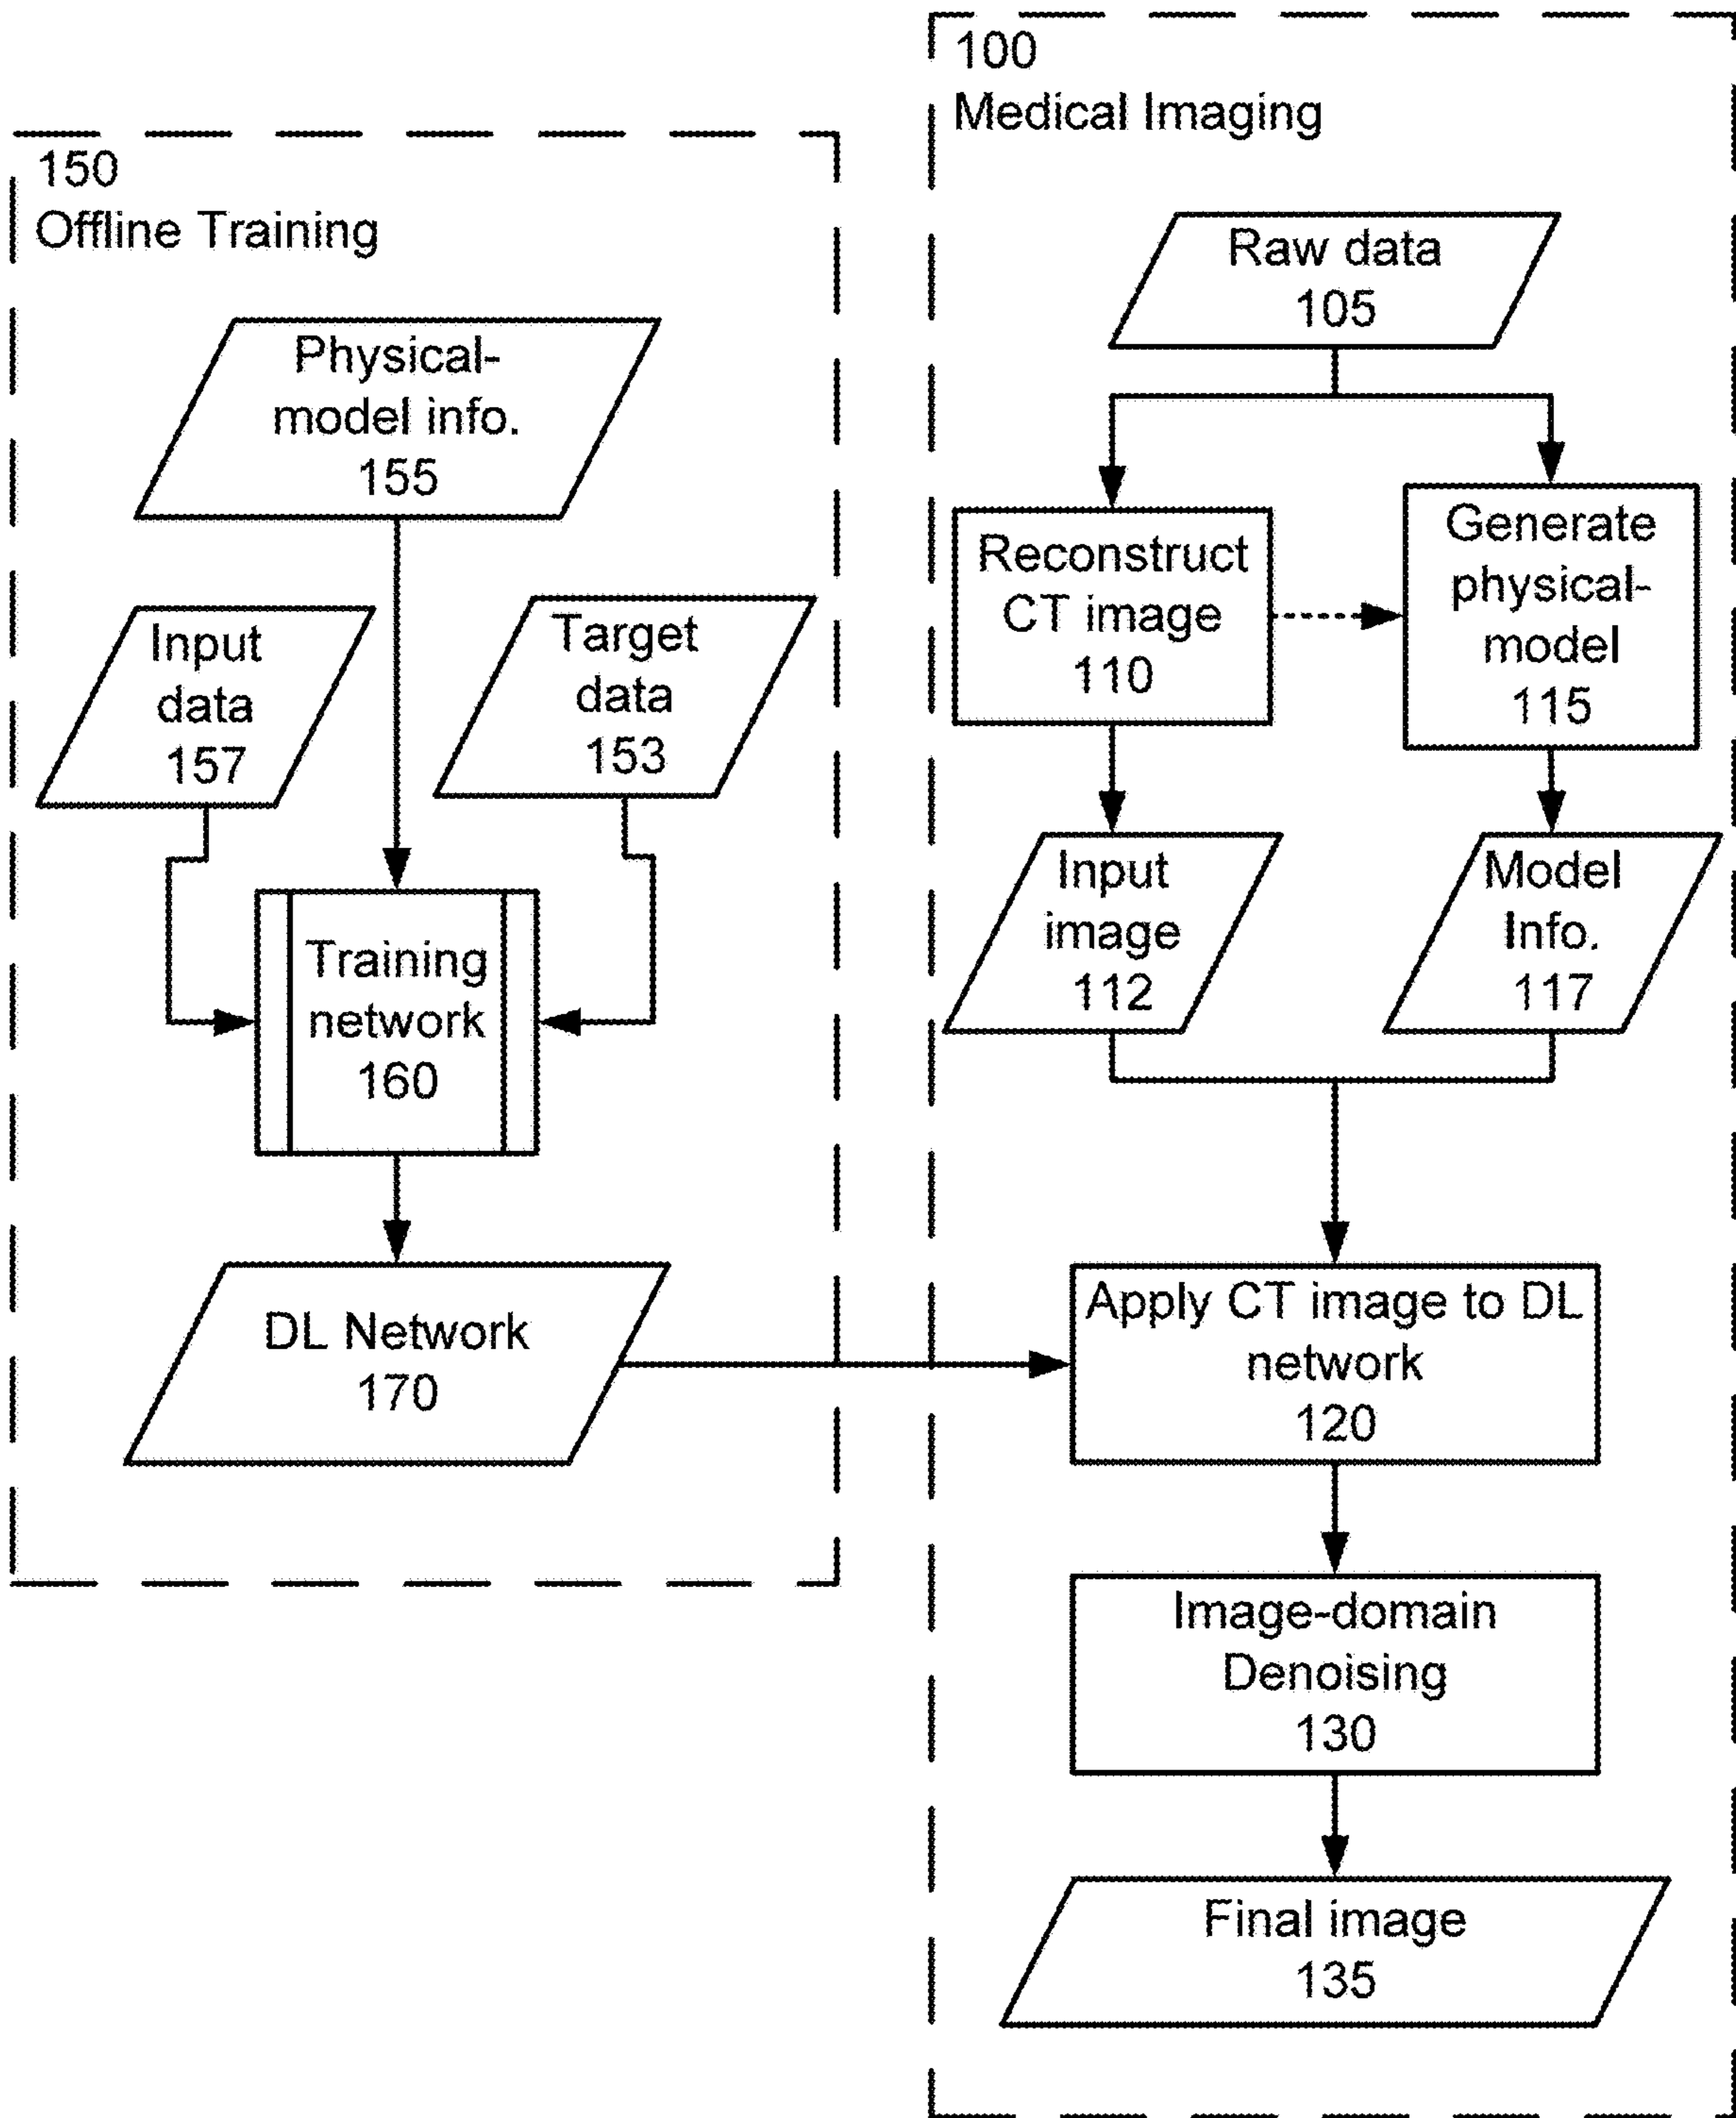 150
Offline Training
Physical-
model info.
155
Input
data
157
Target
data
153
Training
network
160
DL Network
170
100
Medical Imaging
Raw data
105
Reconstruct
CT image
110
Generate
physical-
model
115
Input
image
112
Model
Info.
117
Apply CT image to DL
network
120
Image-domain
Denoising
130
Final image
135